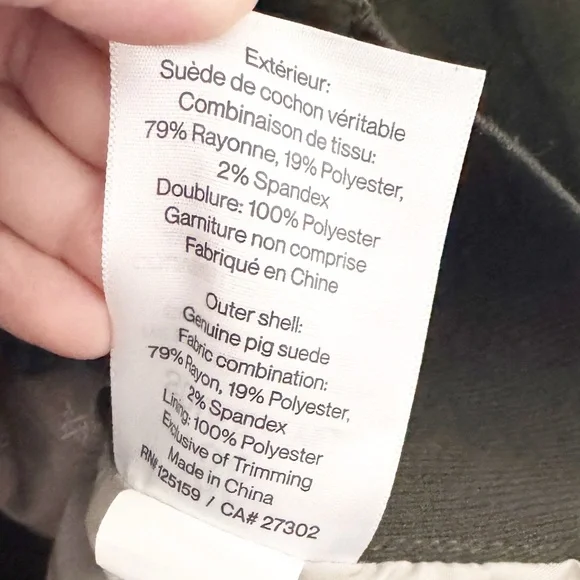 Extérieur:
Suède de cochon véritable
Combinaison de tissu:
79% Rayonne, 19% Polyester,
2% Spandex
Doublure: 100% Polyester
Garniture non comprise
Fabriqué en Chine
Outer shell:
Genuine pig suede
Fabric combination:
79% Rayon, 19% Polyester,
2% Spandex
Lining: 100% Polyester
Exclusive of Trimming
Made in China
RN# 125159 / CA# 27302